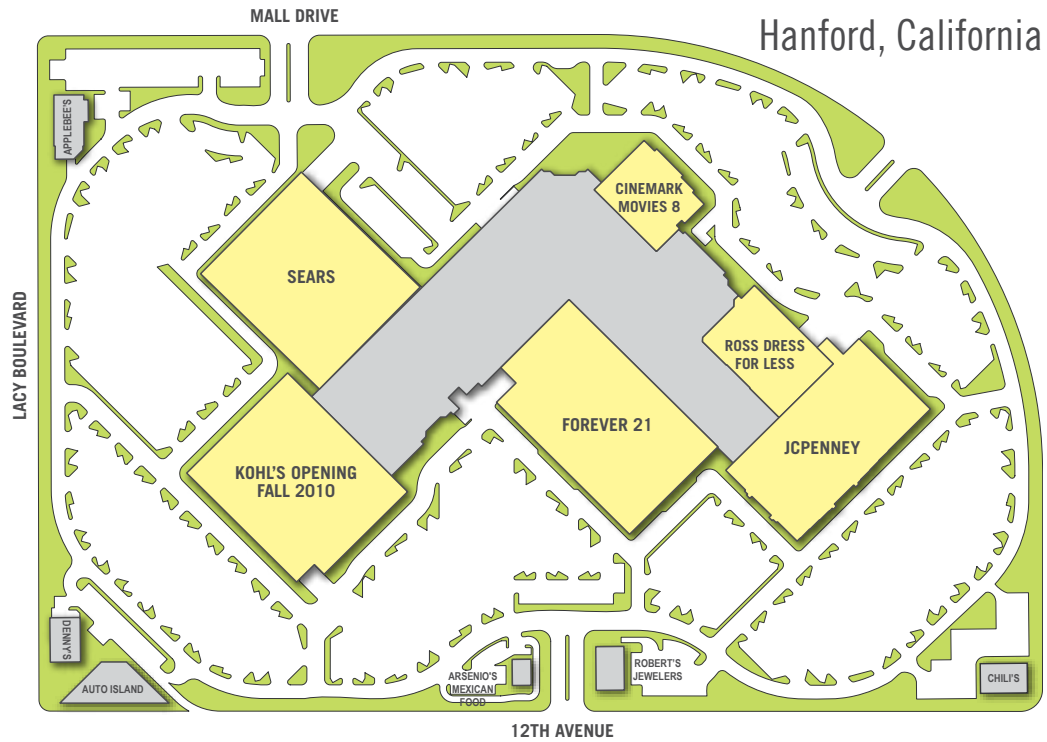 MALL DRIVE
Hanford, California
APPLEBEE'S
CINEMARK
MOVIES 8
SEARS
LACY BOULEVARD
ROSS DRESS
FOR LESS
FOREVER 21
JCPENNEY
KOHL'S OPENING
FALL 2010
DENNY'S
AUTO ISLAND
ARSENIO'S
MEXICAN
FOOD
ROBERT'S
JEWELERS
CHILI'S
12TH AVENUE